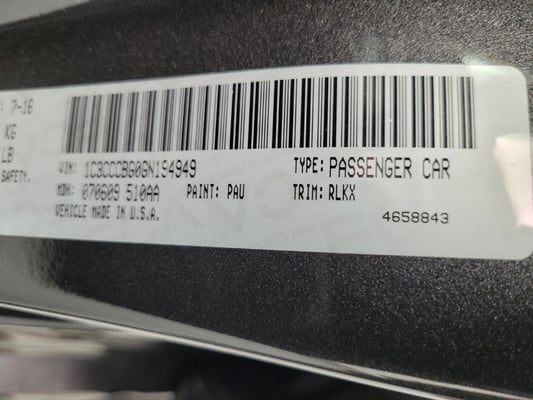 : 7-16
KG
LB
SAFETY.
VIN: 1C3CCCBG0GN194949 TYPE: PASSENGER CAR
MDH: 070609 510AA PAINT: PAU TRIM: RLKX
VEHICLE MADE IN U.S.A. 4658843